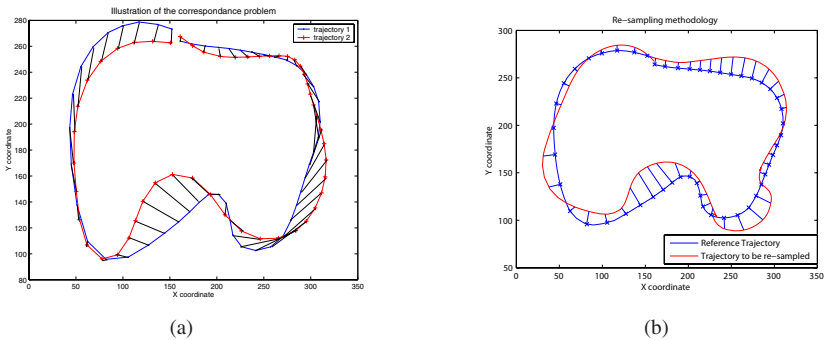 Illustration of the correspondance problem
280
260
240
220
200
180
160
140
120
100
80
0 50 100 150 200 250 300 350
Y coordinate
X coordinate
trajectory 1
trajectory 2
(a)
Re-sampling methodology
300
250
200
150
100
50
0 50 100 150 200 250 300 350
Y coordinate
X coordinate
Reference Trajectory
Trajectory to be re-sampled
(b)